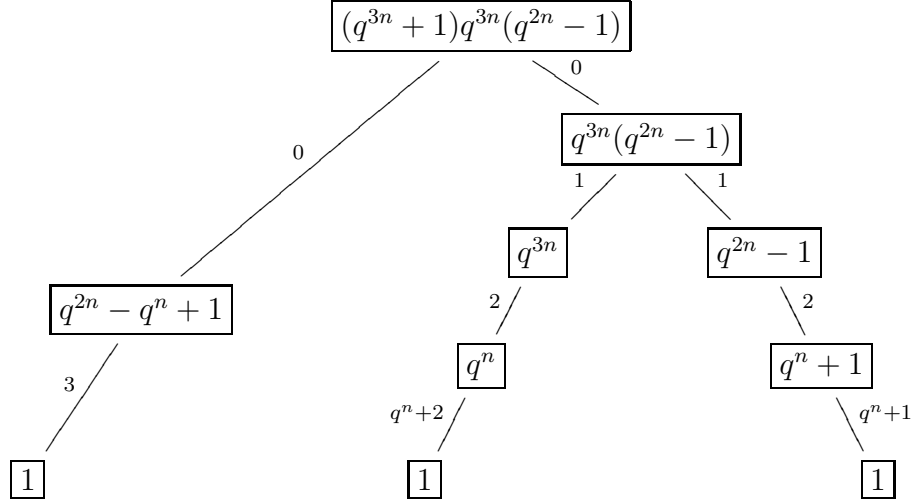 (q^{3n} + 1)q^{3n}(q^{2n} − 1)
0
0
q^{3n}(q^{2n} − 1)
1
1
q^{3n}
q^{2n} − 1
q^{2n} − q^n + 1
2
2
q^n
q^n + 1
3
q^n+2
q^n+1
1
1
1